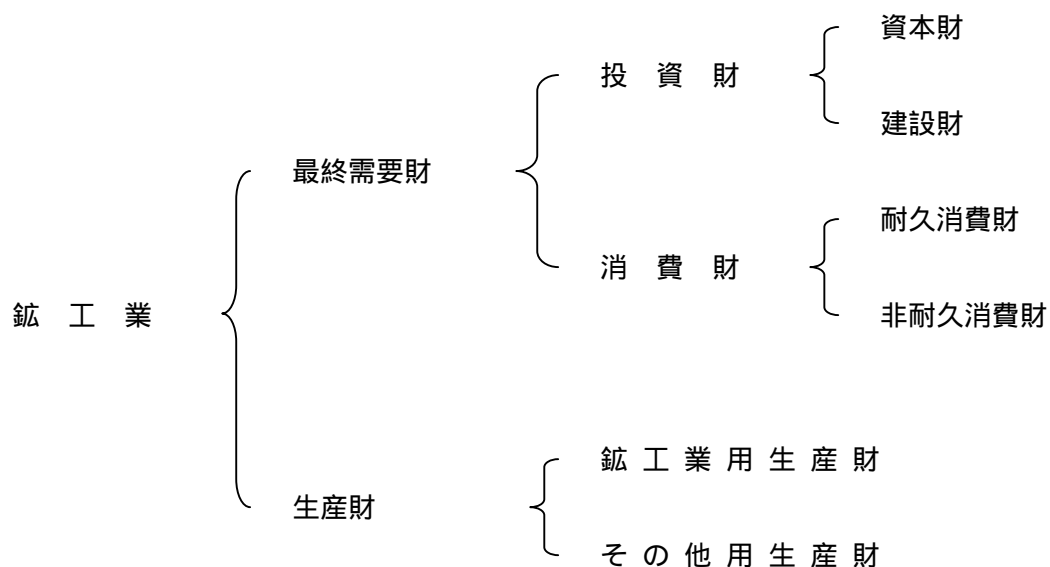 鉱工業
最終需要財
投資財
資本財
建設財
消費財
耐久消費財
非耐久消費財
生産財
鉱工業用生産財
その他用生産財